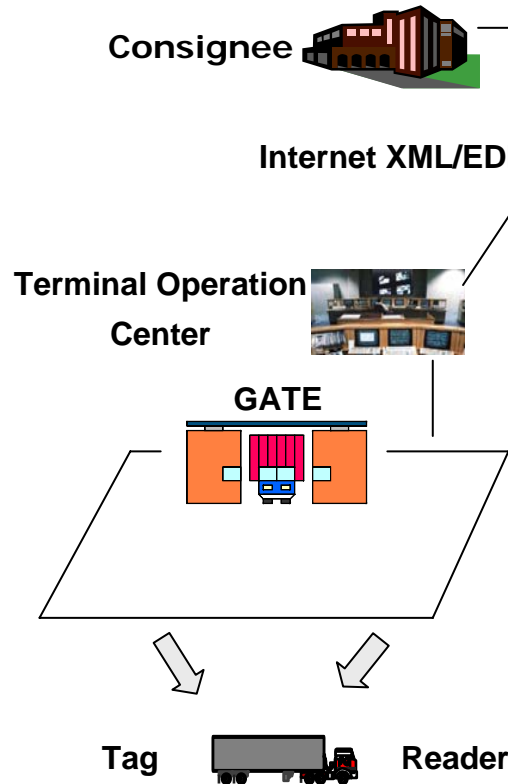 Consignee
Internet XML/ED
Terminal Operation
Center
GATE
Tag Reader